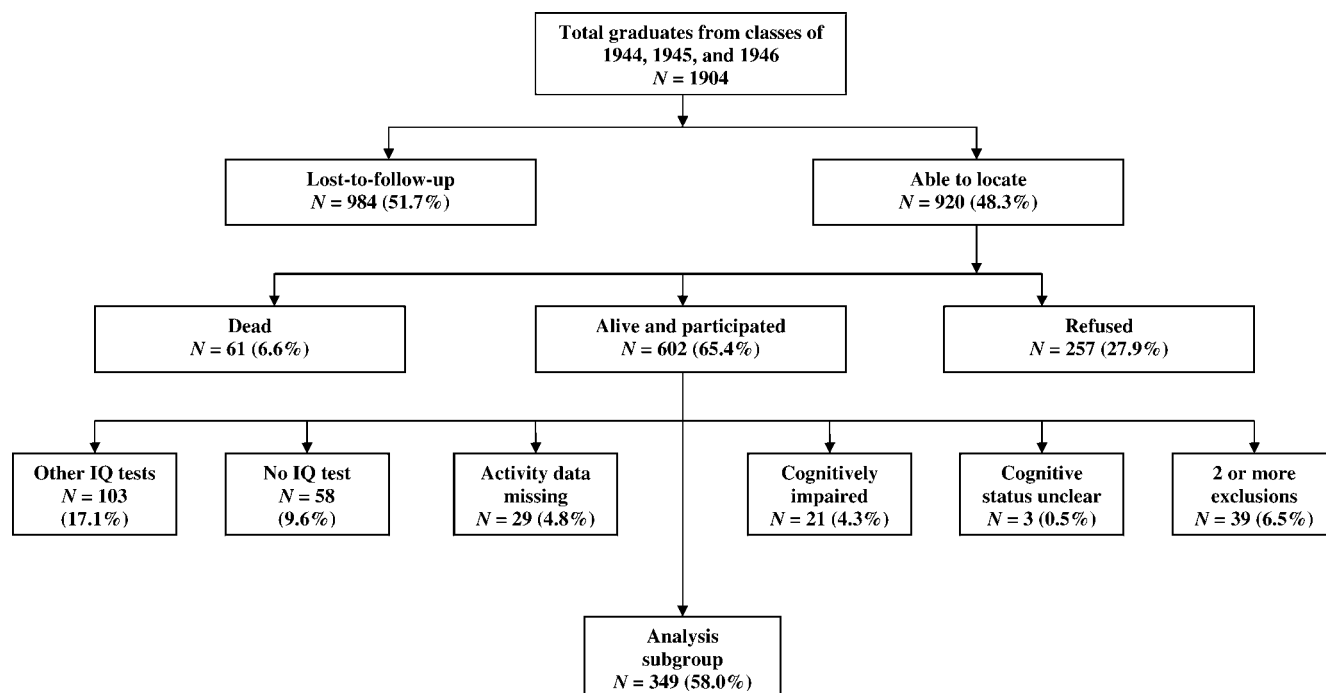 Total graduates from classes of
1944, 1945, and 1946
N = 1904
Lost-to-follow-up
N = 984 (51.7%)
Able to locate
N = 920 (48.3%)
Dead
N = 61 (6.6%)
Alive and participated
N = 602 (65.4%)
Refused
N = 257 (27.9%)
Other IQ tests
N = 103
(17.1%)
No IQ test
N = 58
(9.6%)
Activity data
missing
N = 29 (4.8%)
Cognitively
impaired
N = 21 (4.3%)
Cognitive
status unclear
N = 3 (0.5%)
2 or more
exclusions
N = 39 (6.5%)
Analysis
subgroup
N = 349 (58.0%)